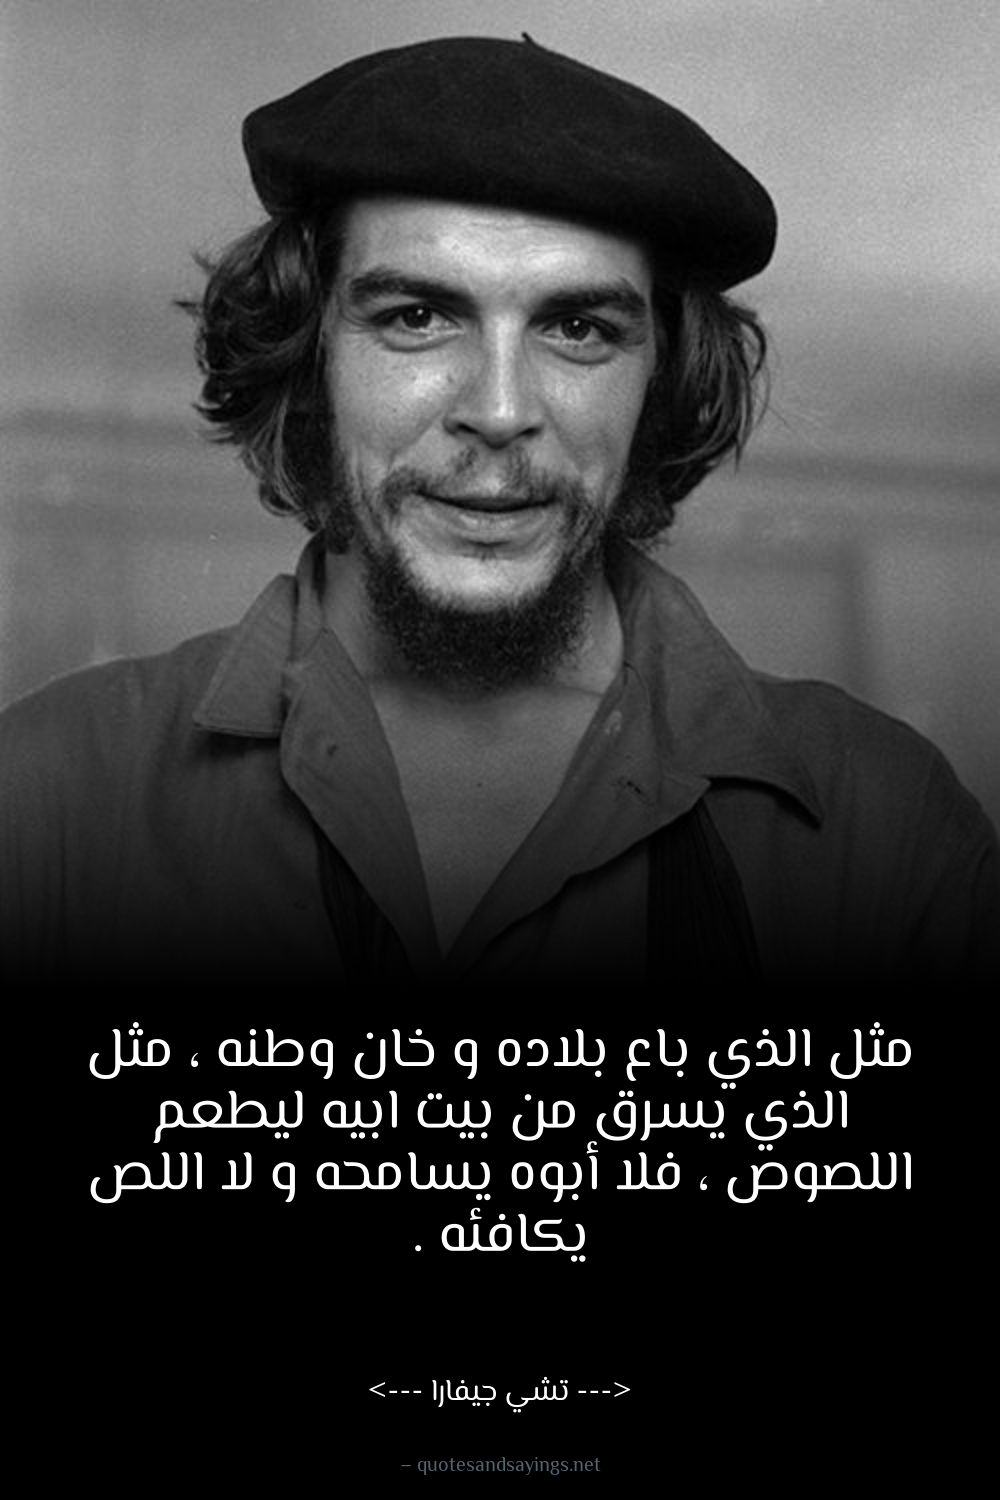 مثل الذي باع بلاده و خان وطنه ، مثل
الذي يسرق من بيت ابيه ليطعم
اللصوص ، فلا أبوه يسامحه و لا اللص
يكافئه .
<--- تشي جيفارا --->
– quotesandsayings.net